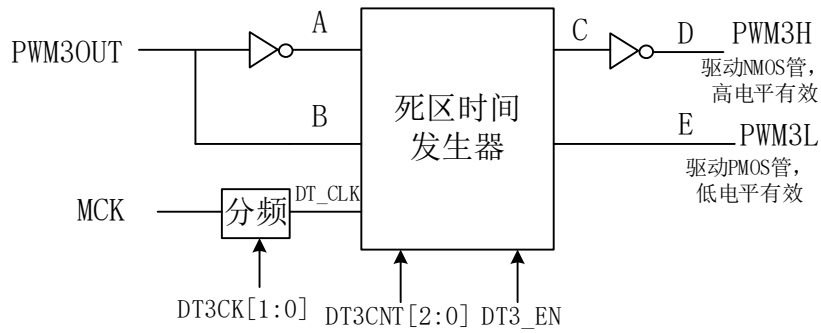 PWM3OUT
A
B
死区时间
发生器
C
D
PWM3H
驱动NMOS管，
高电平有效
E
PWM3L
驱动PMOS管，
低电平有效
MCK
分频
DT_CLK
DT3CK[1:0]
DT3CNT[2:0]
DT3_EN